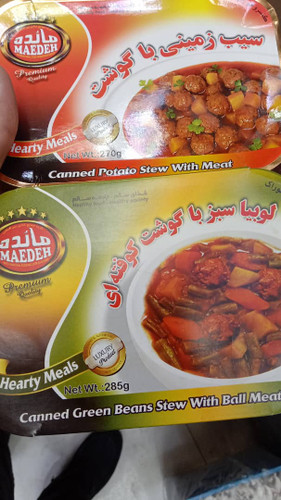 سیب زمینی با گوشت
مائده
MAEDEH
Premium
Quality
Hearty Meals
Net Wt.: 270g
Canned Potato Stew With Meat
لوبیا سبز با گوشت کوفته‌ای
مائده
MAEDEH
Premium
Quality
LUXURY
Product
Hearty Meals
Net Wt.: 285g
Canned Green Beans Stew With Ball Meat